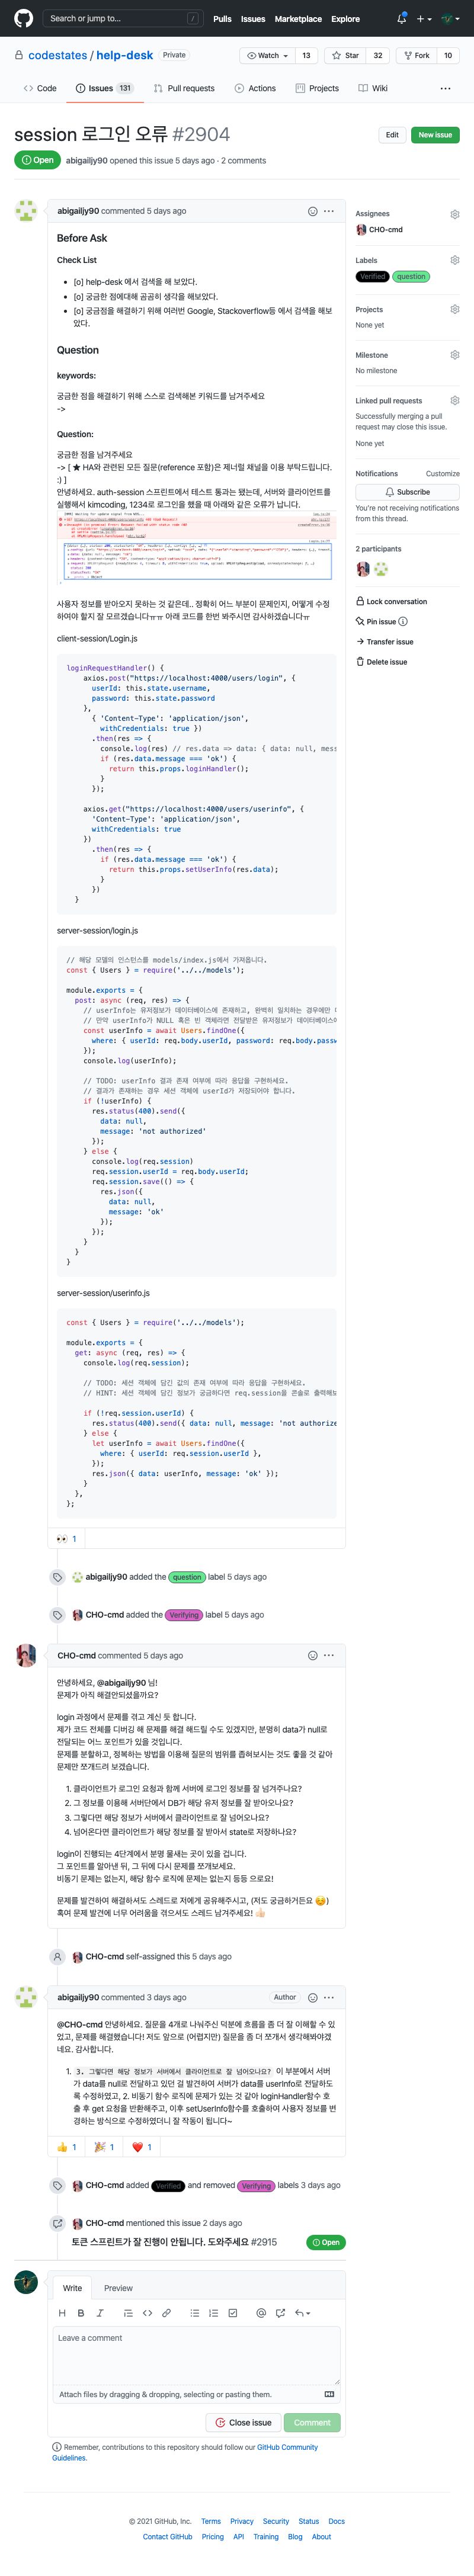 Search or jump to...
/
Pulls Issues Marketplace Explore
codestates / help-desk Private
Watch 13 Star 32 Fork 10
Code Issues 131 Pull requests Actions Projects Wiki
session 로그인 오류 #2904
Edit New issue
Open abigailjy90 opened this issue 5 days ago · 2 comments
abigailjy90 commented 5 days ago
Before Ask
Check List
[o] help-desk 에서 검색을 해 보았다.
[o] 궁금한 점에대해 곰곰히 생각을 해보았다.
[o] 궁금점을 해결하기 위해 여러번 Google, Stackoverflow등 에서 검색을 해보
았다.
Question
keywords:
궁금한 점을 해결하기 위해 스스로 검색해본 키워드를 남겨주세요
->
Question:
궁금한 점을 남겨주세요
-> [ ★ HA와 관련된 모든 질문(reference 포함)은 제너럴 채널을 이용 부탁드립니다.
:) ]
안녕하세요. auth-session 스프린트에서 테스트 통과는 됐는데, 서버와 클라이언트를
실행해서 kimcoding, 1234로 로그인을 했을 때 아래와 같은 오류가 납니다.
사용자 정보를 받아오지 못하는 것 같은데.. 정확히 어느 부분이 문제인지, 어떻게 수정
하여야 할지 잘 모르겠습니다ㅠㅠ 아래 코드를 한번 봐주시면 감사하겠습니다ㅠ
client-session/Login.js
loginRequestHandler() {
axios.post("https://localhost:4000/users/login", {
userId: this.state.username,
password: this.state.password
},
{ 'Content-Type': 'application/json',
withCredentials: true })
.then(res => {
console.log(res) // res.data => data: { data: null, mess
if (res.data.message === 'ok') {
return this.props.loginHandler();
}
});
axios.get("https://localhost:4000/users/userinfo", {
'Content-Type': 'application/json',
withCredentials: true
})
.then(res => {
if (res.data.message === 'ok') {
return this.props.setUserInfo(res.data);
}
})
}
server-session/login.js
// 해당 모델의 인스턴스를 models/index.js에서 가져옵니다.
const { Users } = require('../../models');
module.exports = {
post: async (req, res) => {
// userInfo는 유저정보가 데이터베이스에 존재하고, 완벽히 일치하는 경우에만
// 만약 userInfo가 NULL 혹은 빈 객체라면 전달받은 유저정보가 데이터베이스에
const userInfo = await Users.findOne({
where: { userId: req.body.userId, password: req.body.passw
});
console.log(userInfo);
// TODO: userInfo 결과 존재 여부에 따라 응답을 구현하세요.
// 결과가 존재하는 경우 세션 객체에 userId가 저장되어야 합니다.
if (!userInfo) {
res.status(400).send({
data: null,
message: 'not authorized'
});
} else {
console.log(req.session)
req.session.userId = req.body.userId;
req.session.save(() => {
res.json({
data: null,
message: 'ok'
});
});
}
}
}
server-session/userinfo.js
const { Users } = require('../../models');
module.exports = {
get: async (req, res) => {
console.log(req.session);
// TODO: 세션 객체에 담긴 값의 존재 여부에 따라 응답을 구현하세요.
// HINT: 세션 객체에 담긴 정보가 궁금하다면 req.session을 콘솔로 출력해보
if (!req.session.userId) {
res.status(400).send({ data: null, message: 'not authorize
} else {
let userInfo = await Users.findOne({
where: { userId: req.session.userId },
});
res.json({ data: userInfo, message: 'ok' });
}
},
};
👀 1
abigailjy90 added the question label 5 days ago
CHO-cmd added the Verifying label 5 days ago
CHO-cmd commented 5 days ago
안녕하세요, @abigailjy90 님!
문제가 아직 해결안되셨을까요?
login 과정에서 문제를 겪고 계신 듯 합니다.
제가 코드 전체를 디버깅 해 문제를 해결 해드릴 수도 있겠지만, 분명히 data가 null로
전달되는 어느 포인트가 있을 것입니다.
문제를 분할하고, 정복하는 방법을 이용해 질문의 범위를 좁혀보시는 것도 좋을 것 같아
문제만 쪼개드려 보겠습니다.
1. 클라이언트가 로그인 요청과 함께 서버에 로그인 정보를 잘 넘겨주나요?
2. 그 정보를 이용해 서버단에서 DB가 해당 유저 정보를 잘 받아오나요?
3. 그렇다면 해당 정보가 서버에서 클라이언트로 잘 넘어오나요?
4. 넘어온다면 클라이언트가 해당 정보를 잘 받아서 state로 저장하나요?
login이 진행되는 4단계에서 분명 물새는 곳이 있을 겁니다.
그 포인트를 알아낸 뒤, 그 뒤에 다시 문제를 쪼개보세요.
비동기 문제는 없는지, 해당 함수 로직에 문제는 없는지 등등 으로요!
문제를 발견하여 해결하셔도 스레드로 저에게 공유해주시고, (저도 궁금하거든요 ☺️)
혹여 문제 발견에 너무 어려움을 겪으셔도 스레드 남겨주세요! 👍🏻
CHO-cmd self-assigned this 5 days ago
abigailjy90 commented 3 days ago Author
@CHO-cmd 안녕하세요. 질문을 4개로 나눠주신 덕분에 흐름을 좀 더 잘 이해할 수 있
었고, 문제를 해결했습니다! 저도 앞으로 (어렵지만) 질문을 좀 더 쪼개서 생각해봐야겠
네요. 감사합니다.
1. 3. 그렇다면 해당 정보가 서버에서 클라이언트로 잘 넘어오나요? 이 부분에서 서버
가 data를 null로 전달하고 있던 걸 발견하여 서버가 data를 userInfo로 전달하도
록 수정하였고, 2. 비동기 함수 로직에 문제가 있는 것 같아 loginHandler함수 호
출 후 get 요청을 반환해주고, 이후 setUserInfo함수를 호출하여 사용자 정보를 변
경하는 방식으로 수정하였더니 잘 작동이 됩니다~
👍 1 🎉 1 ❤️ 1
CHO-cmd added Verified and removed Verifying labels 3 days ago
CHO-cmd mentioned this issue 2 days ago
토큰 스프린트가 잘 진행이 안됩니다. 도와주세요 #2915
Open
Write Preview
Leave a comment
Attach files by dragging & dropping, selecting or pasting them.
Close issue Comment
Remember, contributions to this repository should follow our GitHub Community
Guidelines.
Assignees
CHO-cmd
Labels
Verified question
Projects
None yet
Milestone
No milestone
Linked pull requests
Successfully merging a pull
request may close this issue.
None yet
Notifications Customize
Subscribe
You're not receiving notifications
from this thread.
2 participants
Lock conversation
Pin issue
Transfer issue
Delete issue
© 2021 GitHub, Inc. Terms Privacy Security Status Docs
Contact GitHub Pricing API Training Blog About